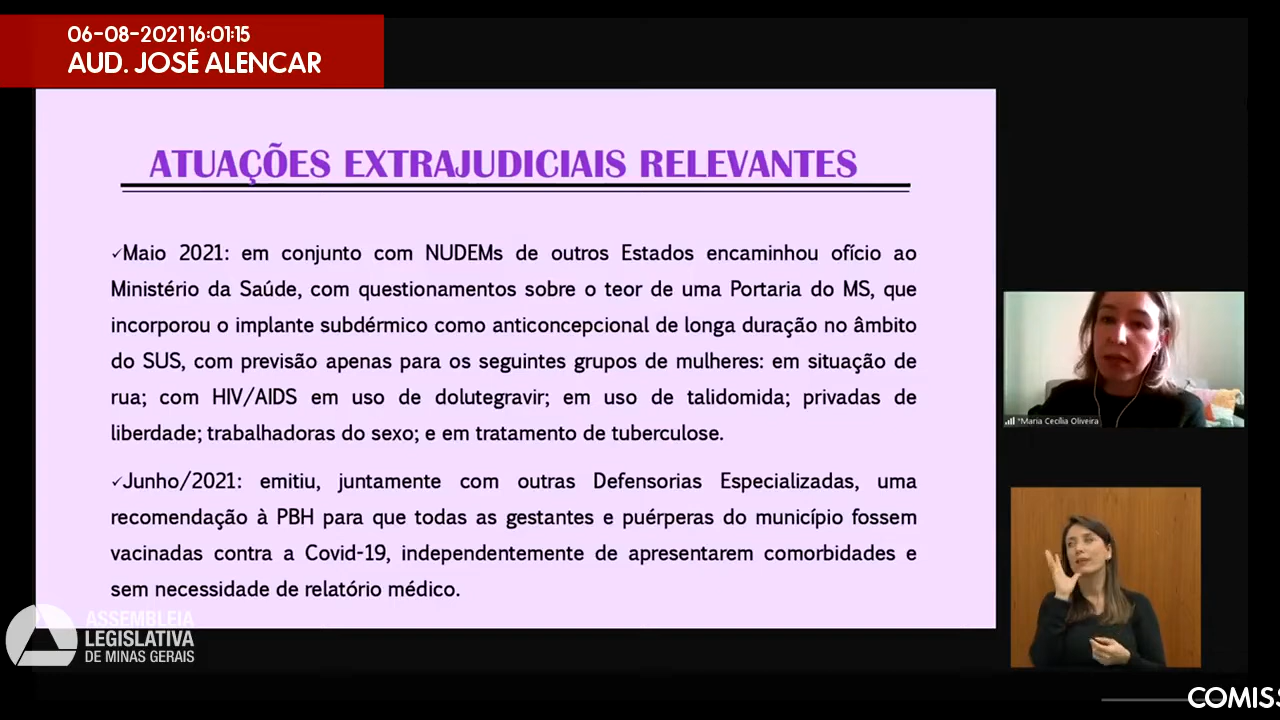 06-08-2021 16:01:15
AUD. JOSÉ ALENCAR
ATUAÇÕES EXTRAJUDICIAIS RELEVANTES
✓Maio 2021: em conjunto com NUDEMs de outros Estados encaminhou ofício ao
Ministério da Saúde, com questionamentos sobre o teor de uma Portaria do MS, que
incorporou o implante subdérmico como anticoncepcional de longa duração no âmbito
do SUS, com previsão apenas para os seguintes grupos de mulheres: em situação de
rua; com HIV/AIDS em uso de dolutegravir; em uso de talidomida; privadas de
liberdade; trabalhadoras do sexo; e em tratamento de tuberculose.
✓Junho/2021: emitiu, juntamente com outras Defensorias Especializadas, uma
recomendação à PBH para que todas as gestantes e puérperas do município fossem
vacinadas contra a Covid-19, independentemente de apresentarem comorbidades e
sem necessidade de relatório médico.
*Maria Cecília Oliveira
ASSEMBLEIA
LEGISLATIVA
DE MINAS GERAIS
COMISS